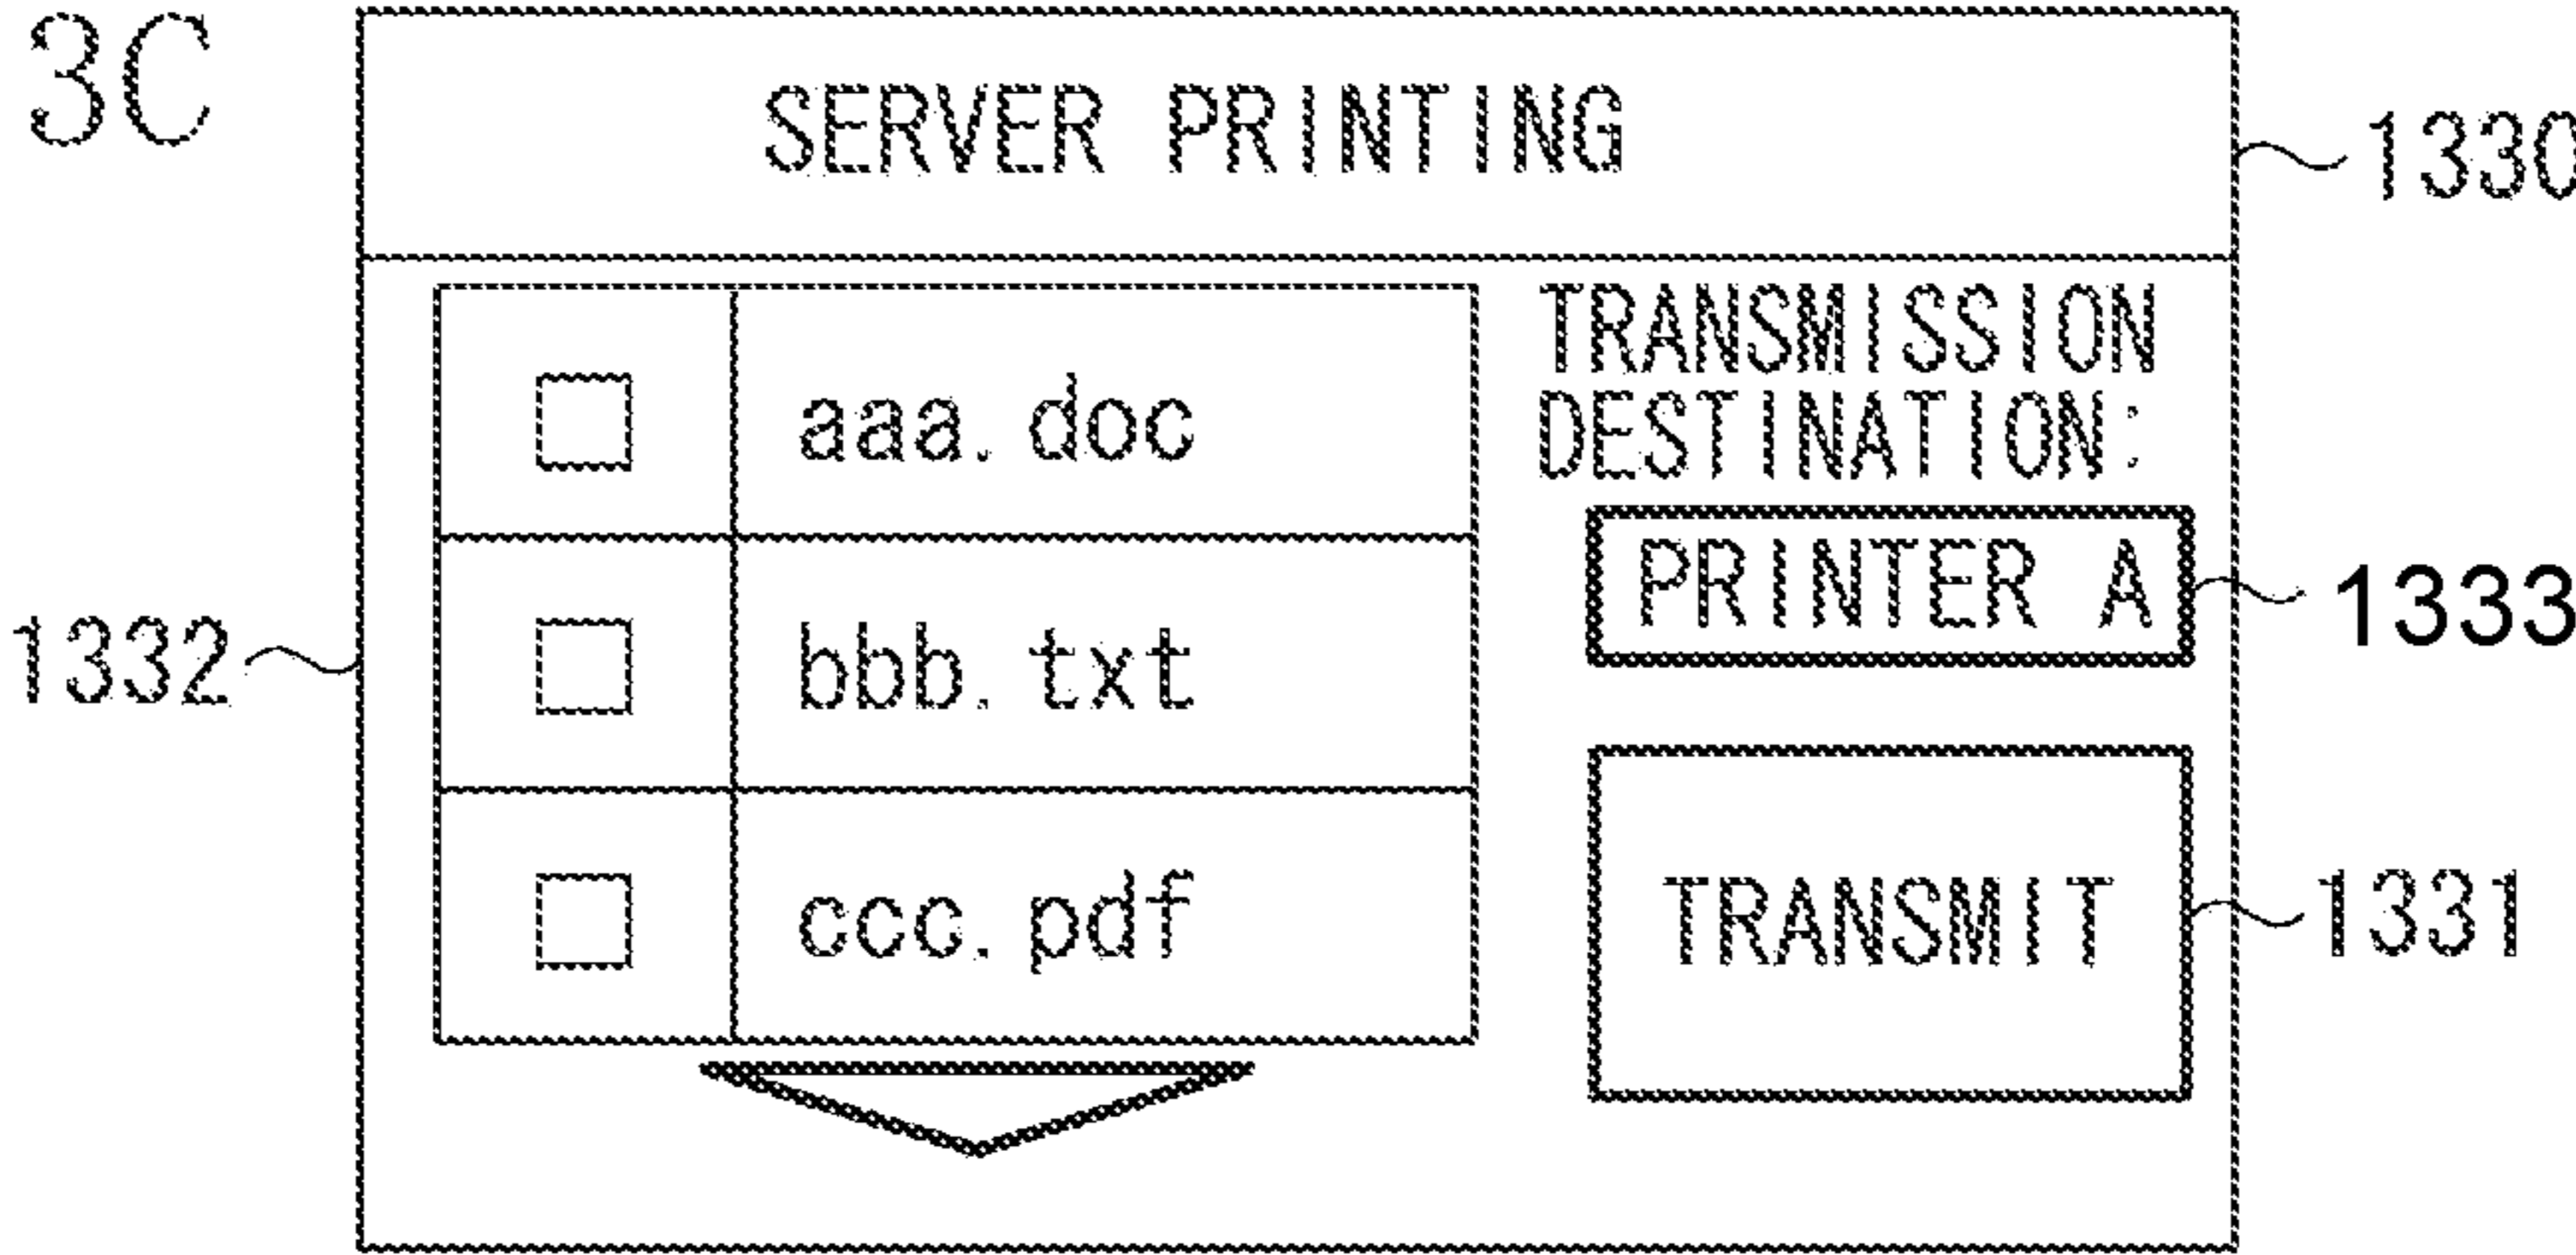 3C
SERVER PRINTING
1330
TRANSMISSION
DESTINATION:
aaa.doc
PRINTER A
1333
1332
bbb.txt
ccc.pdf
TRANSMIT
1331